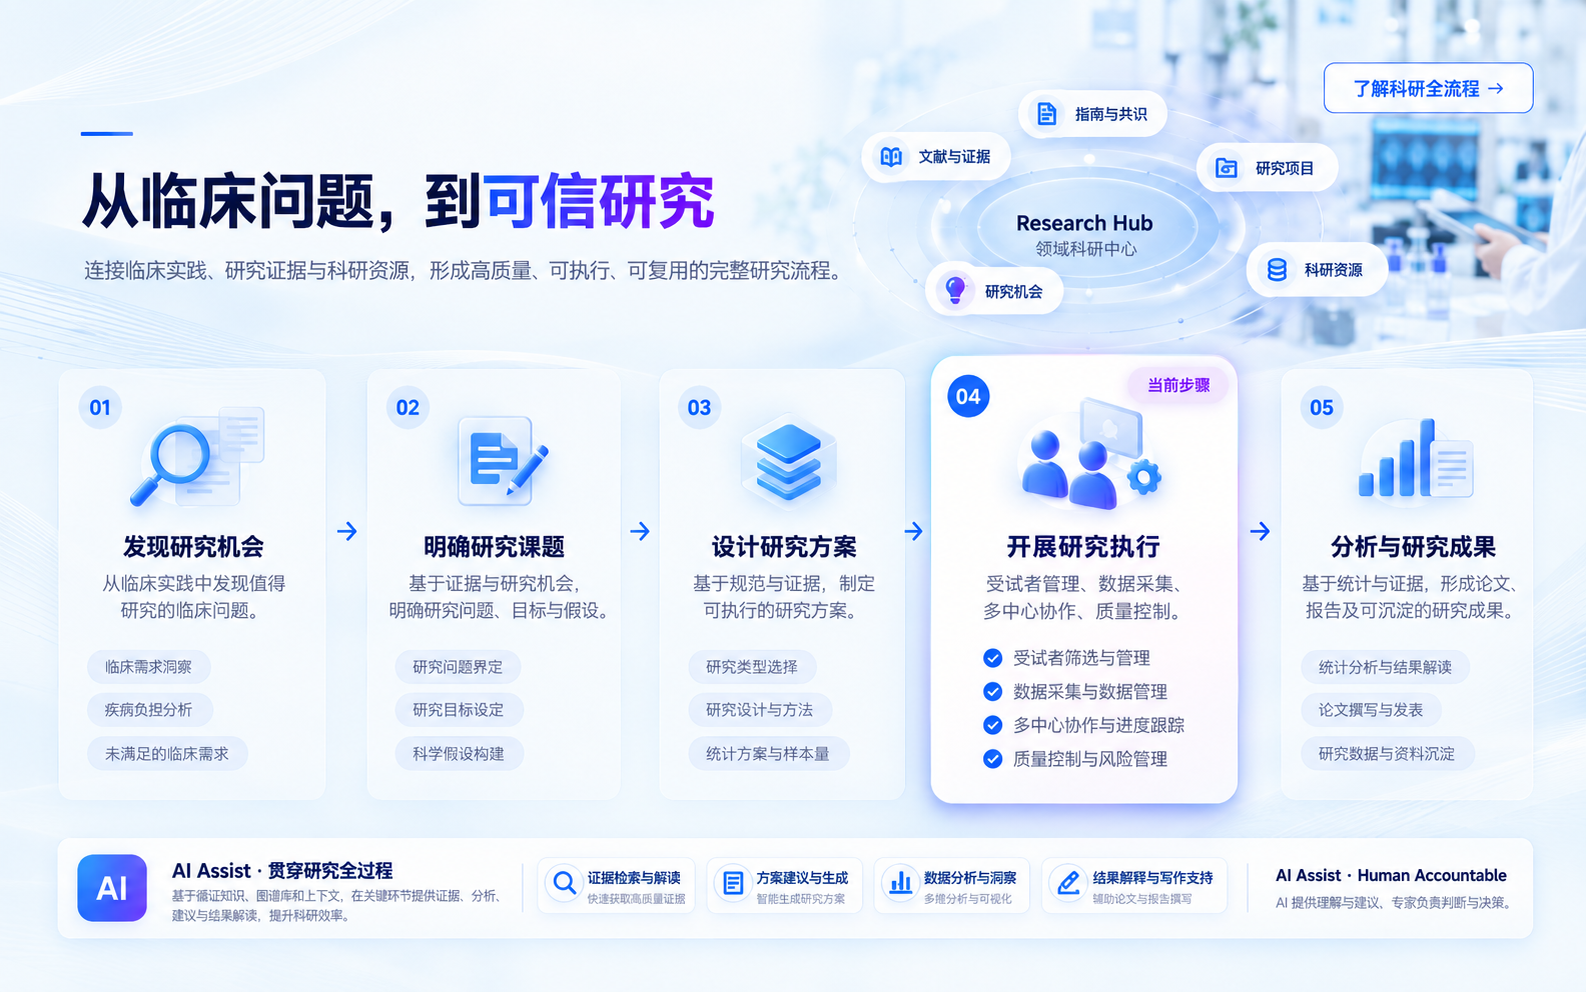 了解科研全流程 →
指南与共识
文献与证据
研究项目
从临床问题，到可信研究
Research Hub
领域科研中心
连接临床实践、研究证据与科研资源，形成高质量、可执行、可复用的完整研究流程。
科研资源
研究机会
01
发现研究机会
从临床实践中发现值得
研究的临床问题。
临床需求洞察
疾病负担分析
未满足的临床需求
02
明确研究课题
基于证据与研究机会，
明确研究问题、目标与假设。
研究问题界定
研究目标设定
科学假设构建
03
设计研究方案
基于规范与证据，制定
可执行的研究方案。
研究类型选择
研究设计与方法
统计方案与样本量
04
当前步骤
开展研究执行
受试者管理、数据采集、
多中心协作、质量控制。
受试者筛选与管理
数据采集与数据管理
多中心协作与进度跟踪
质量控制与风险管理
05
分析与研究成果
基于统计与证据，形成论文、
报告及可沉淀的研究成果。
统计分析与结果解读
论文撰写与发表
研究数据与资料沉淀
AI
AI Assist · 贯穿研究全过程
基于循证知识、图谱库和上下文，在关键环节提供证据、分析、
建议与结果解读，提升科研效率。
证据检索与解读
快速获取高质量证据
方案建议与生成
智能生成研究方案
数据分析与洞察
多维分析与可视化
结果解释与写作支持
辅助论文与报告撰写
AI Assist · Human Accountable
AI 提供理解与建议、专家负责判断与决策。